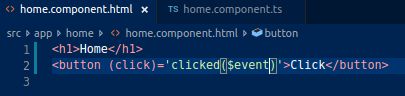 home.component.html home.component.ts
src > app > home > home.component.html > button
1 <h1>Home</h1>
2 <button (click)='clicked($event)'>Click</button>
3